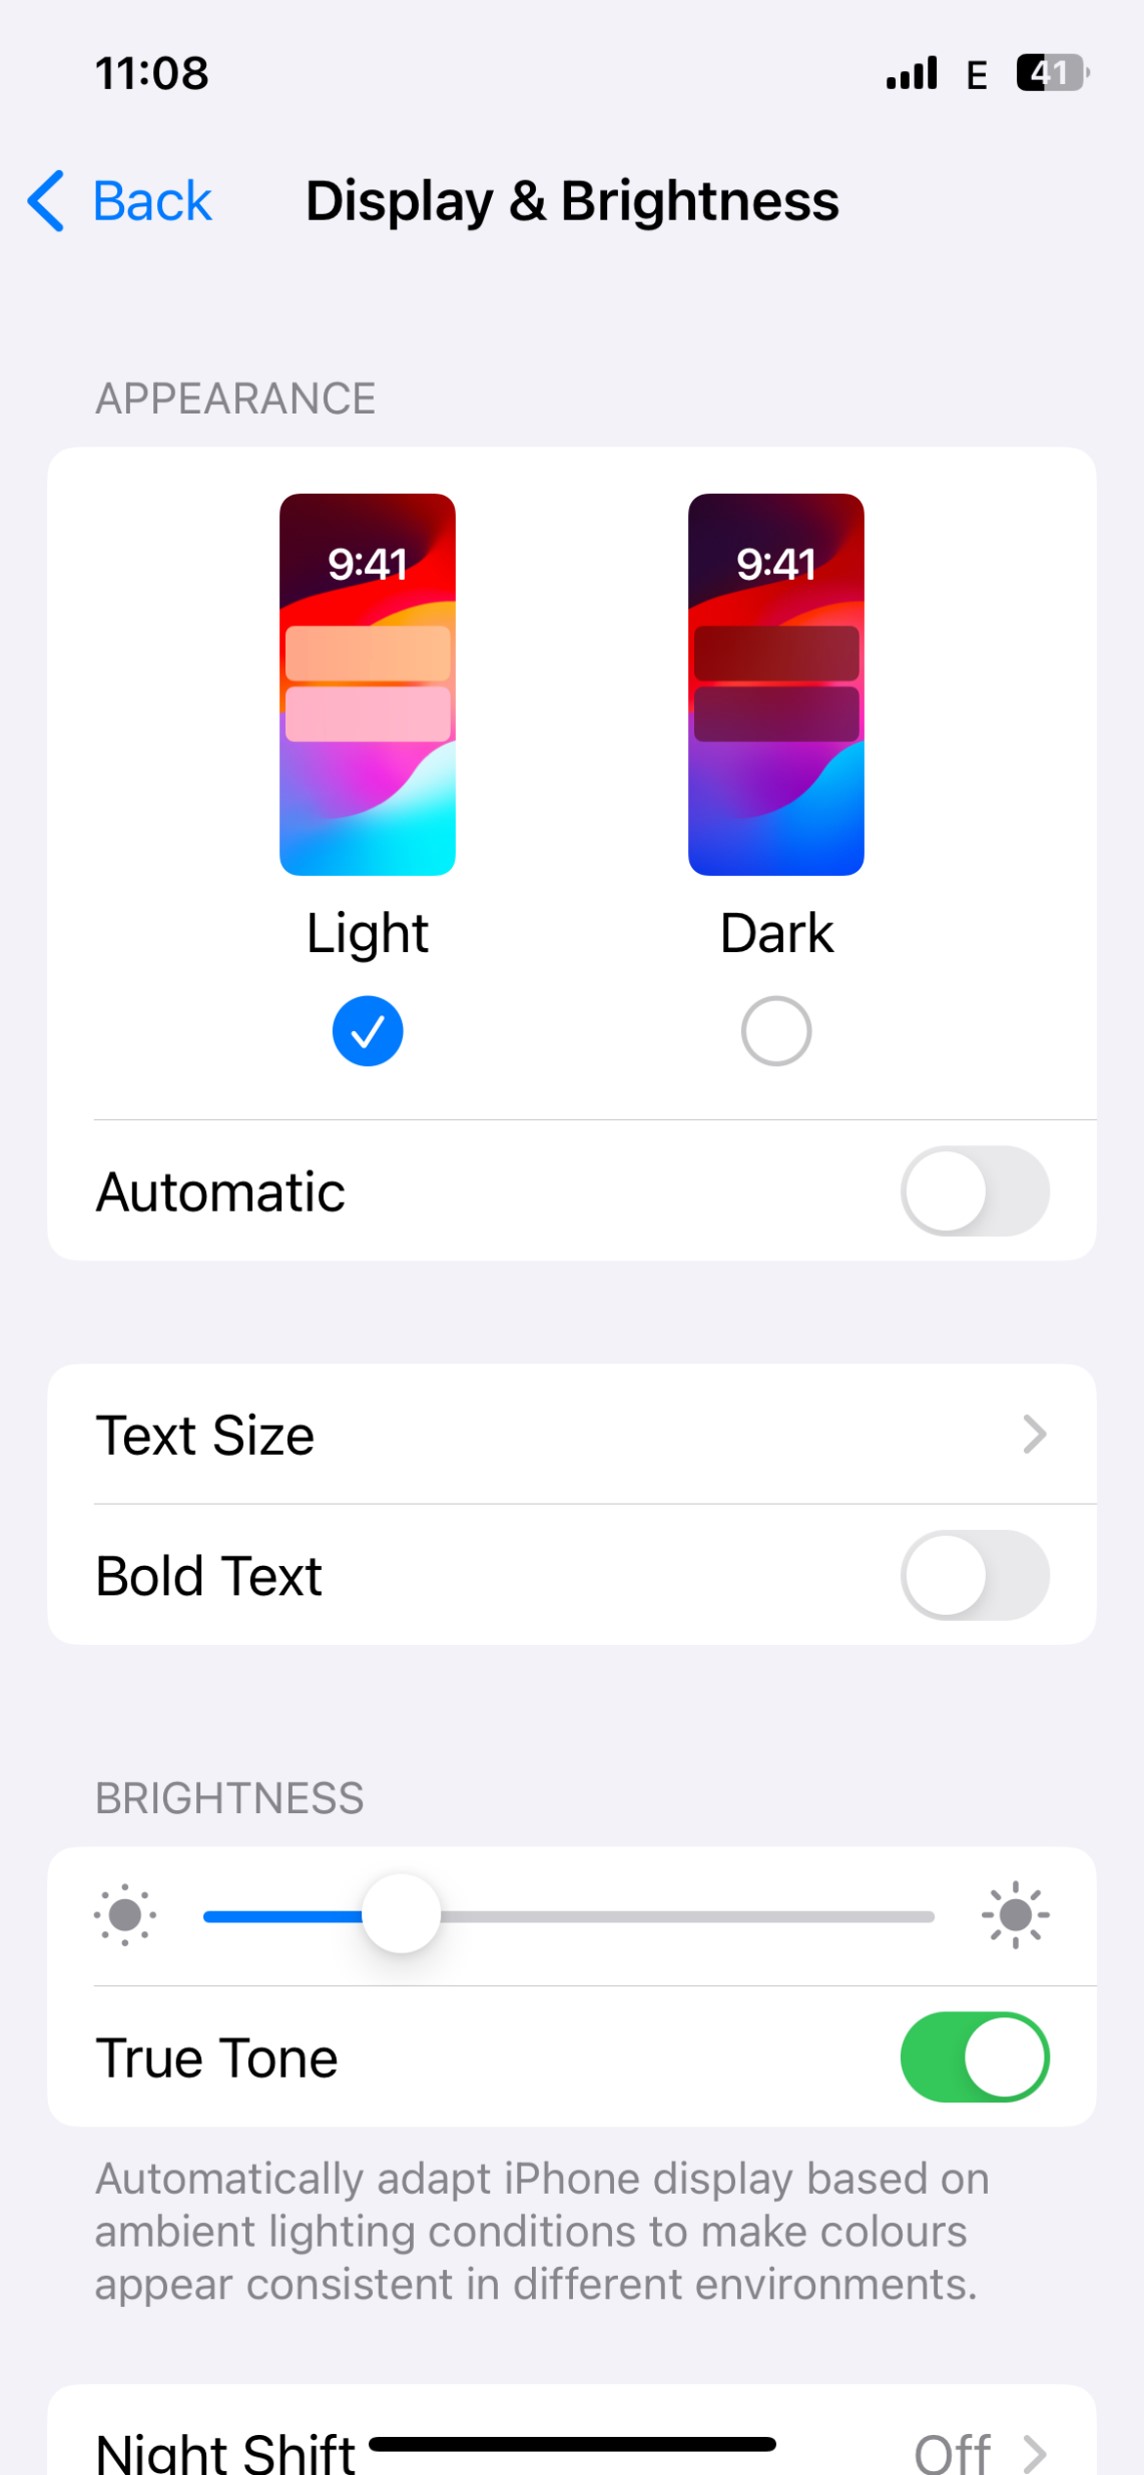 11:08 E 41
Back Display & Brightness
APPEARANCE
9:41 9:41
Light Dark
Automatic
Text Size
Bold Text
BRIGHTNESS
True Tone
Automatically adapt iPhone display based on
ambient lighting conditions to make colours
appear consistent in different environments.
Night Shift Off